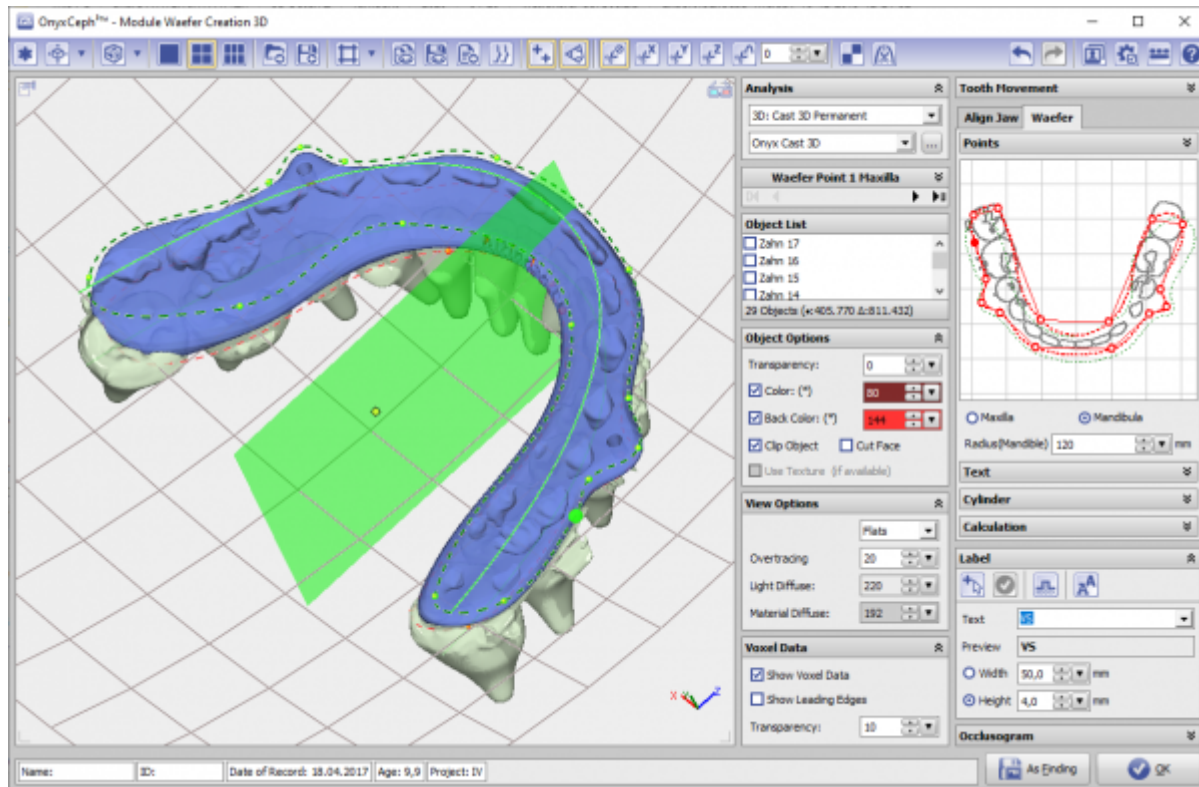 OnyxCeph³™ - Module Waefer Creation 3D
X Y Z 0
Analysis
3D: Cast 3D Permanent
Onyx Cast 3D
...
Waefer Point 1 Maxilla
Object List
Zahn 17
Zahn 16
Zahn 15
Zahn 14
29 Objects (▪:405.770 Δ:811.432)
Object Options
Transparency: 0
Color: (*) 80
Back Color: (*) 144
Clip Object Cut Face
Use Texture (if available)
View Options
Flats
Overtracing 20
Light Diffuse: 220
Material Diffuse: 192
Voxel Data
Show Voxel Data
Show Leading Edges
Transparency: 10
Tooth Movement
Align Jaw Waefer
Points
Maxilla Mandibula
Radius(Mandible) 120 mm
Text
Cylinder
Calculation
Label
Text VS
Preview VS
Width 50,0 mm
Height 4,0 mm
Occlusogram
X Y Z
Name: ID: Date of Record: 18.04.2017 Age: 9,9 Project: IV
As Finding OK